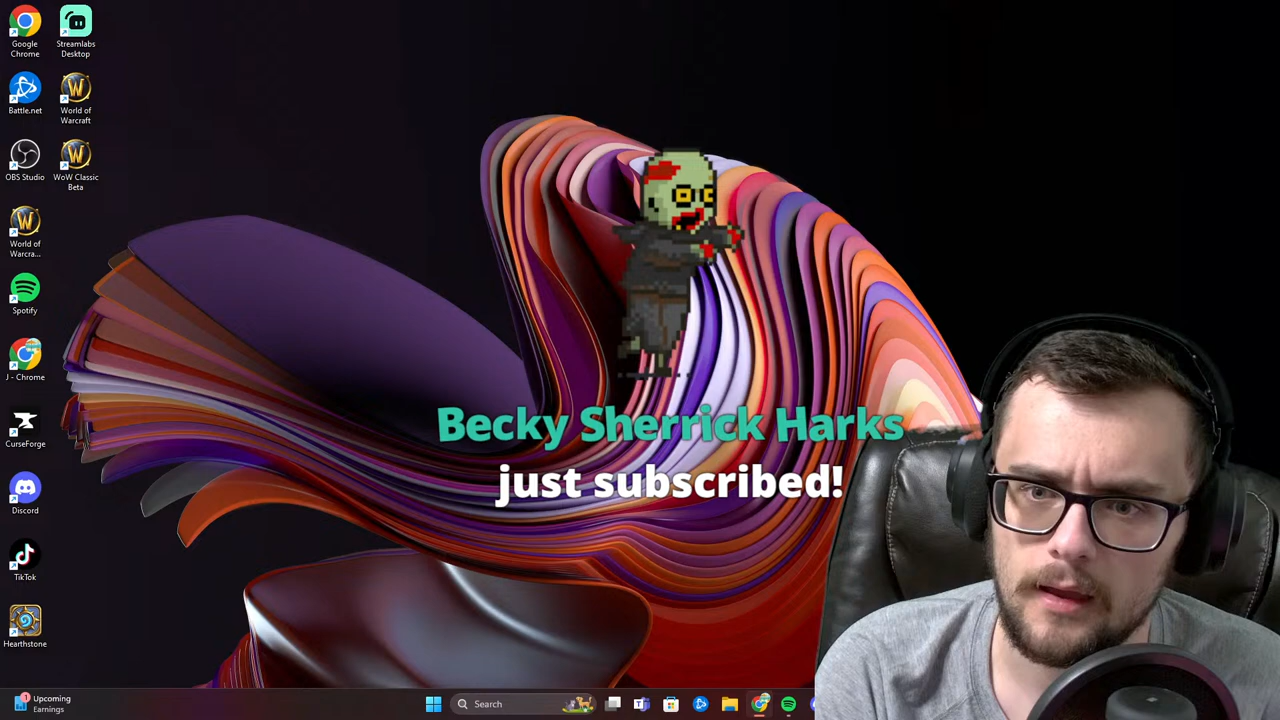 Google
Chrome
Streamlabs
Desktop
Battle.net
World of
Warcraft
OBS Studio
WoW Classic
Beta
World of
Warcra...
Spotify
J - Chrome
CurseForge
Discord
TikTok
Hearthstone
Becky Sherrick Harks
just subscribed!
1
Upcoming
Earnings
Search